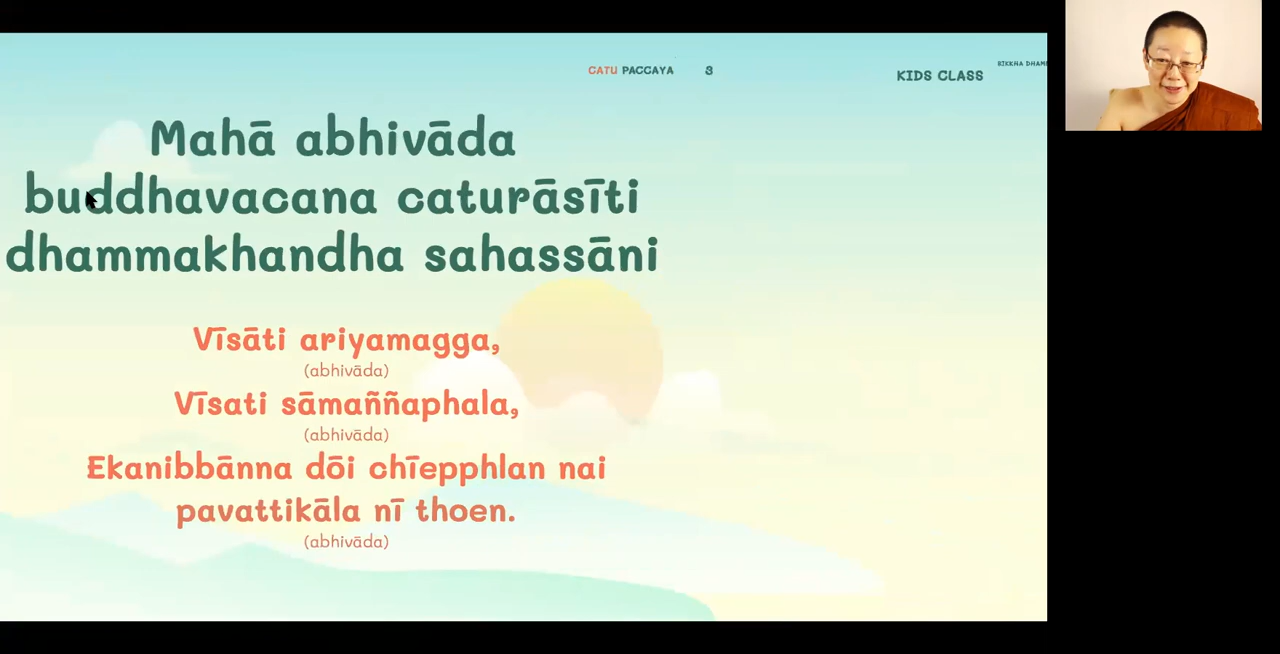 CATU PACCAYA 3
KIDS CLASS
Mahā abhivāda
buddhavacana caturāsīti
dhammakhandha sahassāni
Vīsāti ariyamagga,
(abhivāda)
Vīsati sāmaññaphala,
(abhivāda)
Ekanibbānna dōi chīepphlan nai
pavattikāla nī thoen.
(abhivāda)